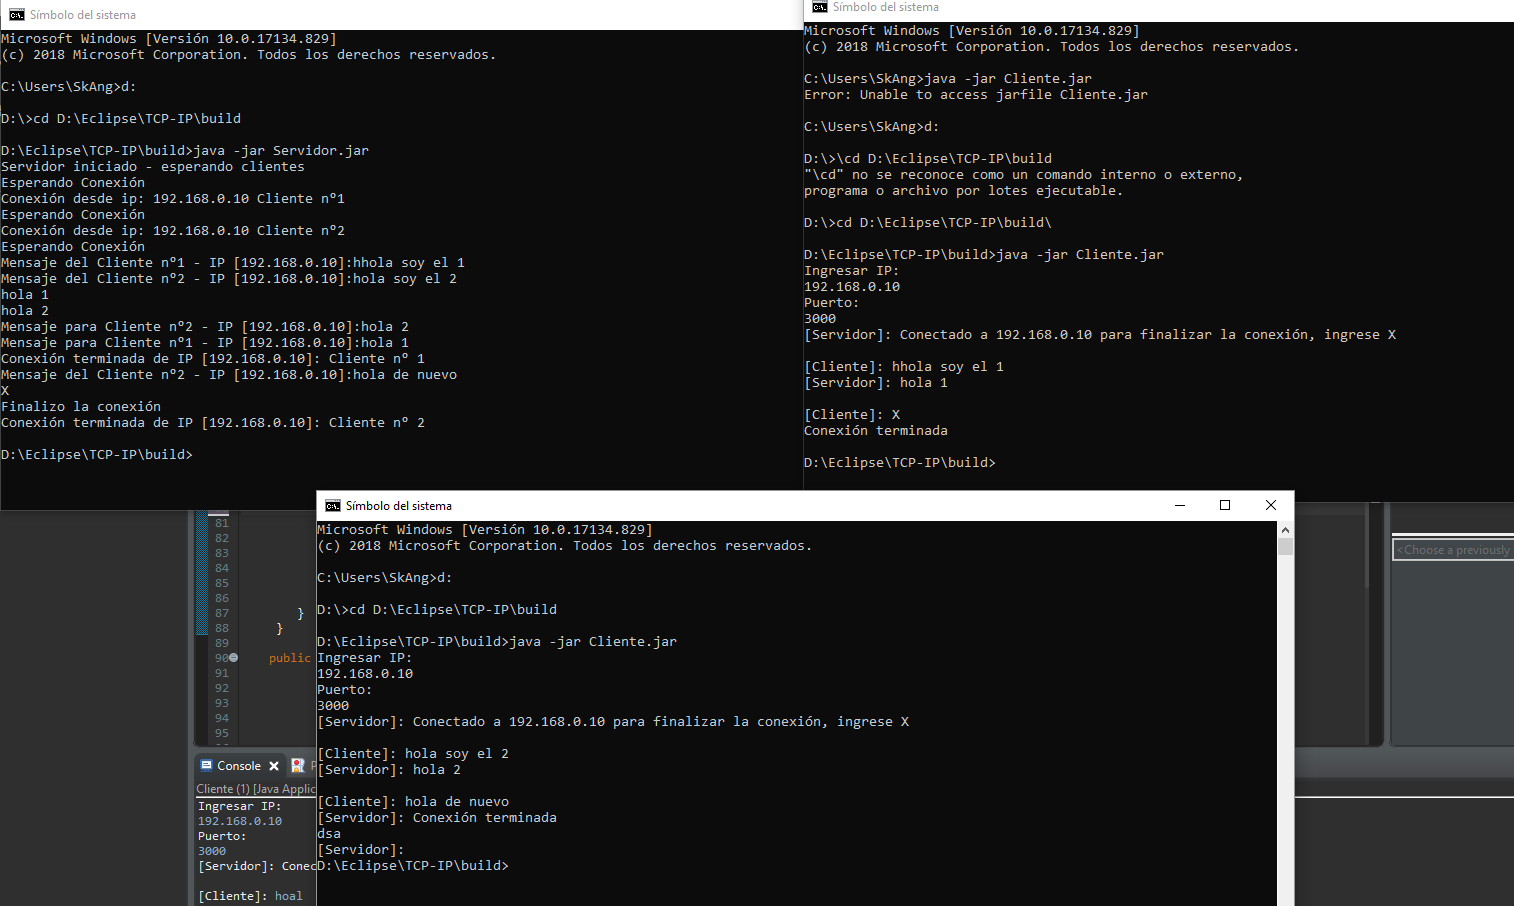 Símbolo del sistema
Microsoft Windows [Versión 10.0.17134.829]
(c) 2018 Microsoft Corporation. Todos los derechos reservados.
C:\Users\SkAng>d:
D:\>cd D:\Eclipse\TCP-IP\build
D:\Eclipse\TCP-IP\build>java -jar Servidor.jar
Servidor iniciado - esperando clientes
Esperando Conexión
Conexión desde ip: 192.168.0.10 Cliente nº1
Esperando Conexión
Conexión desde ip: 192.168.0.10 Cliente nº2
Esperando Conexión
Mensaje del Cliente nº1 - IP [192.168.0.10]:hhola soy el 1
Mensaje del Cliente nº2 - IP [192.168.0.10]:hola soy el 2
hola 1
hola 2
Mensaje para Cliente nº2 - IP [192.168.0.10]:hola 2
Mensaje para Cliente nº1 - IP [192.168.0.10]:hola 1
Conexión terminada de IP [192.168.0.10]: Cliente nº 1
Mensaje del Cliente nº2 - IP [192.168.0.10]:hola de nuevo
X
Finalizo la conexión
Conexión terminada de IP [192.168.0.10]: Cliente nº 2
D:\Eclipse\TCP-IP\build>
Símbolo del sistema
Microsoft Windows [Versión 10.0.17134.829]
(c) 2018 Microsoft Corporation. Todos los derechos reservados.
C:\Users\SkAng>java -jar Cliente.jar
Error: Unable to access jarfile Cliente.jar
C:\Users\SkAng>d:
D:\>\cd D:\Eclipse\TCP-IP\build
"\cd" no se reconoce como un comando interno o externo,
programa o archivo por lotes ejecutable.
D:\>cd D:\Eclipse\TCP-IP\build\
D:\Eclipse\TCP-IP\build>java -jar Cliente.jar
Ingresar IP:
192.168.0.10
Puerto:
3000
[Servidor]: Conectado a 192.168.0.10 para finalizar la conexión, ingrese X
[Cliente]: hhola soy el 1
[Servidor]: hola 1
[Cliente]: X
Conexión terminada
D:\Eclipse\TCP-IP\build>
Símbolo del sistema
Microsoft Windows [Versión 10.0.17134.829]
(c) 2018 Microsoft Corporation. Todos los derechos reservados.
C:\Users\SkAng>d:
D:\>cd D:\Eclipse\TCP-IP\build
D:\Eclipse\TCP-IP\build>java -jar Cliente.jar
Ingresar IP:
192.168.0.10
Puerto:
3000
[Servidor]: Conectado a 192.168.0.10 para finalizar la conexión, ingrese X
[Cliente]: hola soy el 2
[Servidor]: hola 2
[Cliente]: hola de nuevo
[Servidor]: Conexión terminada
dsa
[Servidor]:
D:\Eclipse\TCP-IP\build>
81
82
83
84
85
86
87 }
88 }
89
90 public
91
92
93
94
95
<Choose a previously
Console
Cliente (1) [Java Applic
Ingresar IP:
192.168.0.10
Puerto:
3000
[Servidor]: Conec
[Cliente]: hoal